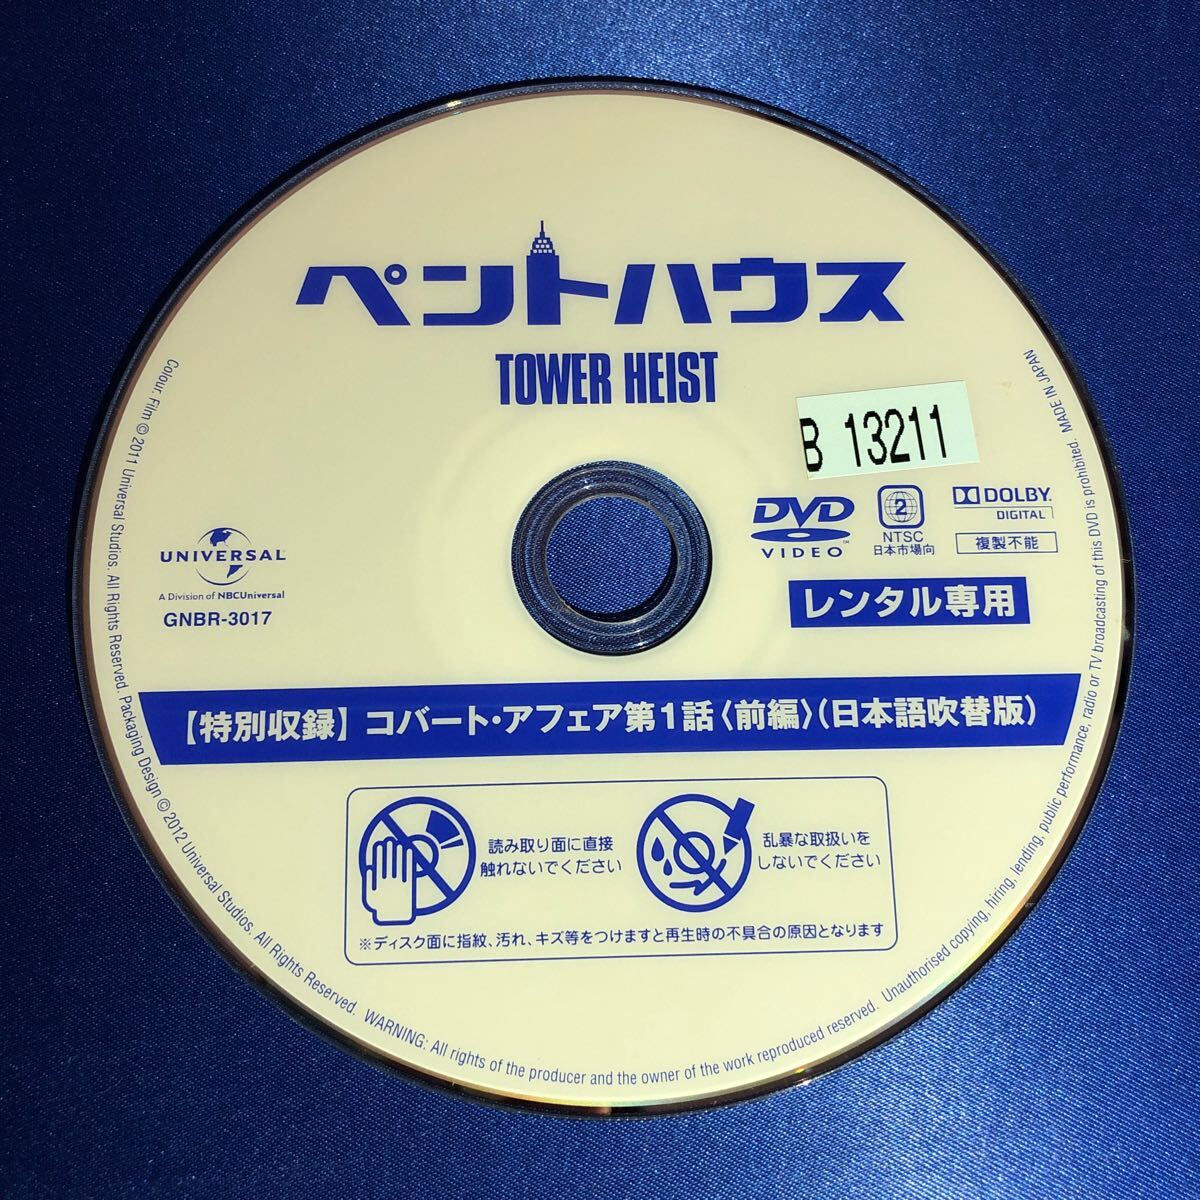 ペントハウス
TOWER HEIST
B 13211
UNIVERSAL
A Division of NBCUniversal
GNBR-3017
DVD
VIDEO™
2
NTSC
日本市場向
DOLBY
DIGITAL
複製不能
レンタル専用
【特別収録】コバート・アフェア第1話〈前編〉(日本語吹替版)
読み取り面に直接
触れないでください
乱暴な取扱いを
しないでください
※ディスク面に指紋、汚れ、キズ等をつけますと再生時の不具合の原因となります
Colour. Film © 2011 Universal Studios. All Rights Reserved. Packaging Design © 2012 Universal Studios. All Rights Reserved. WARNING: All rights of the producer and the owner of the work reproduced reserved. Unauthorised copying, hiring, lending, public performance, radio or TV broadcasting of this DVD is prohibited. MADE IN JAPAN